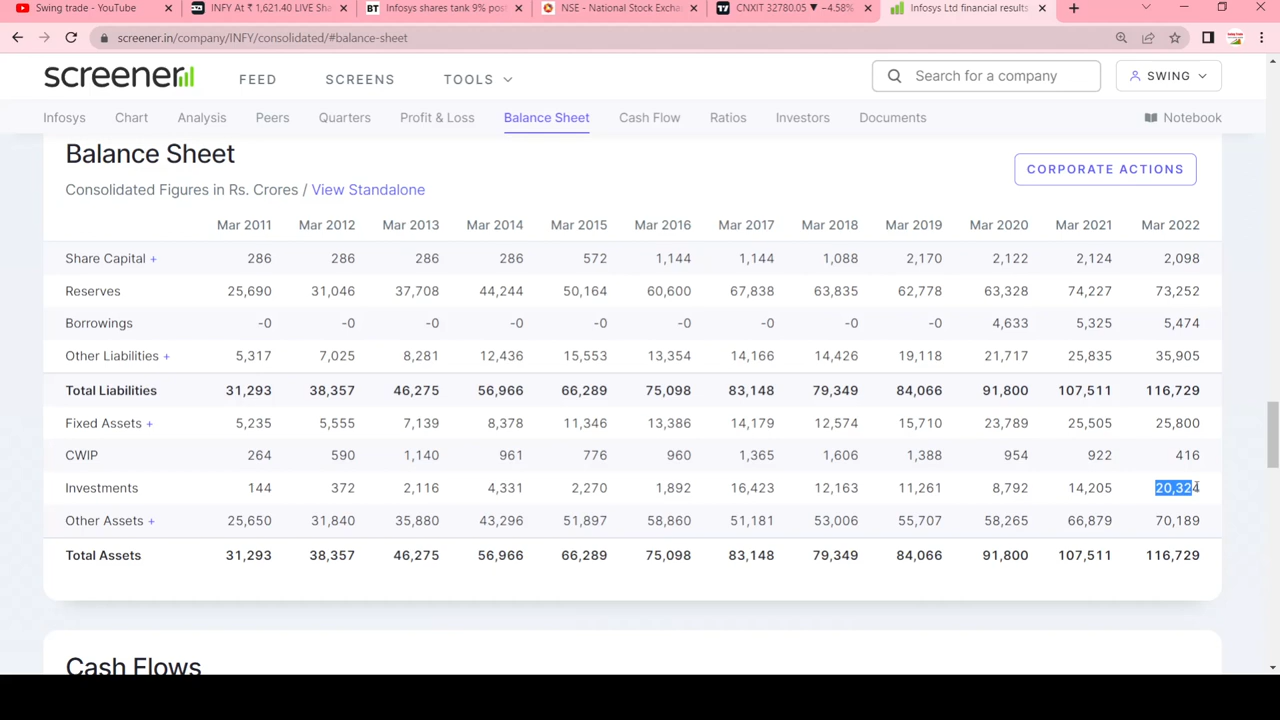 Swing trade - YouTube INFY At ₹ 1,621.40 LIVE Sha Infosys shares tank 9% post NSE - National Stock Exchan CNXIT 32780.05 ▼ −4.58% Infosys Ltd financial results
screener.in/company/INFY/consolidated/#balance-sheet
screener FEED SCREENS TOOLS Search for a company SWING
Infosys Chart Analysis Peers Quarters Profit & Loss Balance Sheet Cash Flow Ratios Investors Documents Notebook
Balance Sheet
CORPORATE ACTIONS
Consolidated Figures in Rs. Crores / View Standalone
Mar 2011 Mar 2012 Mar 2013 Mar 2014 Mar 2015 Mar 2016 Mar 2017 Mar 2018 Mar 2019 Mar 2020 Mar 2021 Mar 2022
Share Capital + 286 286 286 286 572 1,144 1,144 1,088 2,170 2,122 2,124 2,098
Reserves 25,690 31,046 37,708 44,244 50,164 60,600 67,838 63,835 62,778 63,328 74,227 73,252
Borrowings -0 -0 -0 -0 -0 -0 -0 -0 -0 4,633 5,325 5,474
Other Liabilities + 5,317 7,025 8,281 12,436 15,553 13,354 14,166 14,426 19,118 21,717 25,835 35,905
Total Liabilities 31,293 38,357 46,275 56,966 66,289 75,098 83,148 79,349 84,066 91,800 107,511 116,729
Fixed Assets + 5,235 5,555 7,139 8,378 11,346 13,386 14,179 12,574 15,710 23,789 25,505 25,800
CWIP 264 590 1,140 961 776 960 1,365 1,606 1,388 954 922 416
Investments 144 372 2,116 4,331 2,270 1,892 16,423 12,163 11,261 8,792 14,205 20,324
Other Assets + 25,650 31,840 35,880 43,296 51,897 58,860 51,181 53,006 55,707 58,265 66,879 70,189
Total Assets 31,293 38,357 46,275 56,966 66,289 75,098 83,148 79,349 84,066 91,800 107,511 116,729
Cash Flows